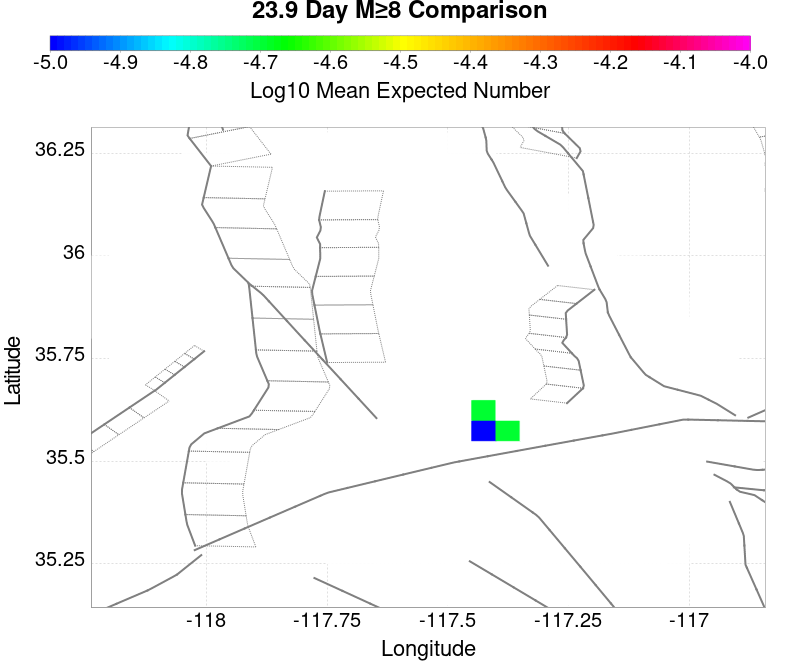 23.9 Day M≥8 Comparison
-5.0 -4.9 -4.8 -4.7 -4.6 -4.5 -4.4 -4.3 -4.2 -4.1 -4.0
Log10 Mean Expected Number
36.25
36
35.75
35.5
35.25
Latitude
-118 -117.75 -117.5 -117.25 -117
Longitude